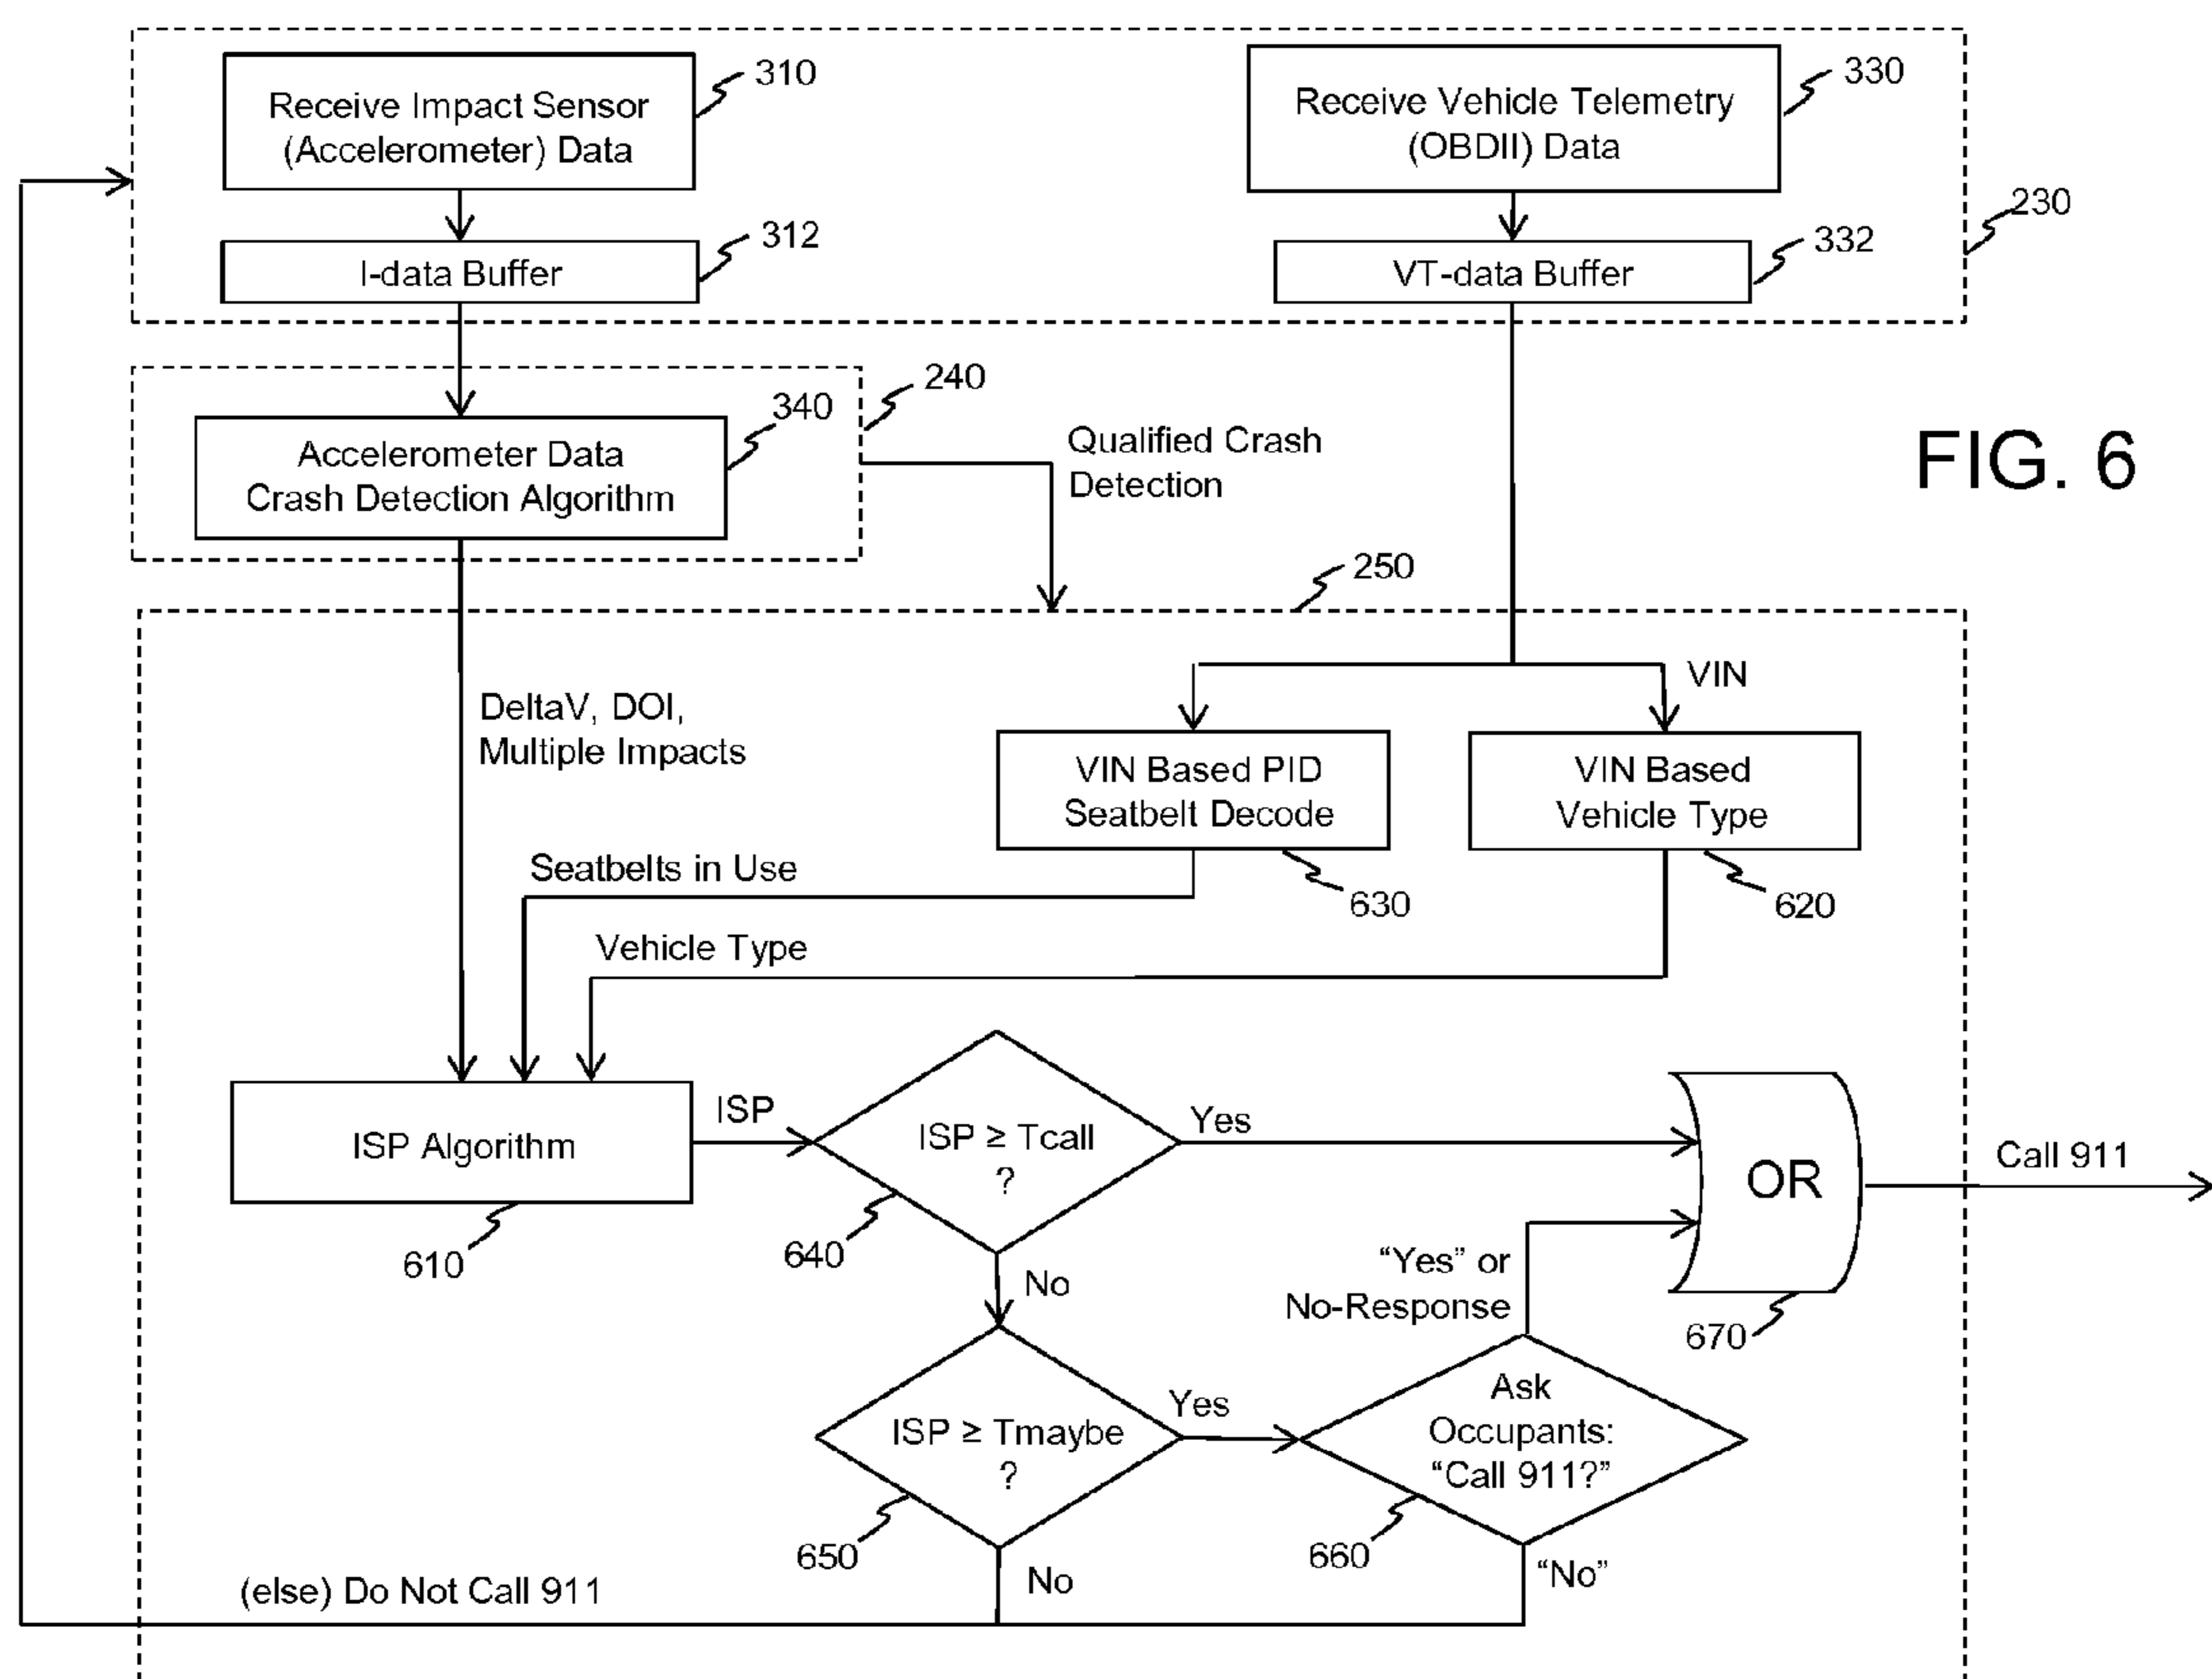 310
Receive Impact Sensor
(Accelerometer) Data
330
Receive Vehicle Telemetry
(OBDII) Data
230
312
I-data Buffer
332
VT-data Buffer
240
340
Accelerometer Data
Crash Detection Algorithm
Qualified Crash
Detection
FIG. 6
250
DeltaV, DOI,
Multiple Impacts
VIN
VIN Based PID
Seatbelt Decode
VIN Based
Vehicle Type
Seatbelts in Use
630
620
Vehicle Type
ISP Algorithm
610
ISP
ISP ≥ Tcall
?
640
Yes
OR
Call 911
No
“Yes” or
No-Response
670
ISP ≥ Tmaybe
?
650
Yes
Ask
Occupants:
“Call 911?”
660
No
“No”
(else) Do Not Call 911